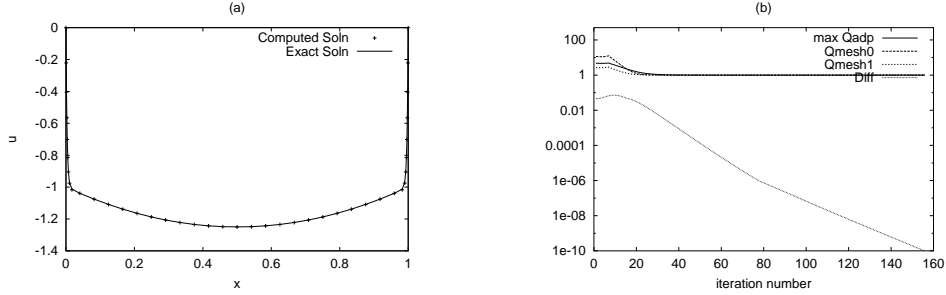 (a)
0
-0.2
-0.4
-0.6
-0.8
-1
-1.2
-1.4
u
Computed Soln
Exact Soln
0 0.2 0.4 0.6 0.8 1
x
(b)
100
1
0.01
0.0001
1e-06
1e-08
1e-10
max Qadp
Qmesh0
Qmesh1
Diff
0 20 40 60 80 100 120 140 160
iteration number